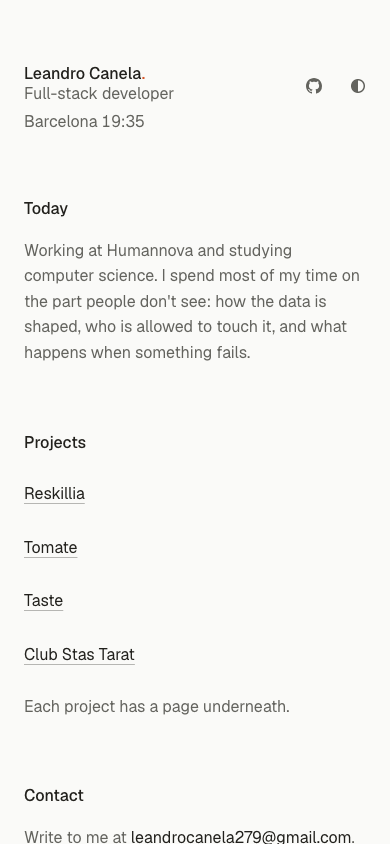 Leandro Canela.
Full-stack developer
Barcelona 19:35
Today
Working at Humannova and studying
computer science. I spend most of my time on
the part people don't see: how the data is
shaped, who is allowed to touch it, and what
happens when something fails.
Projects
Reskillia
Tomate
Taste
Club Stas Tarat
Each project has a page underneath.
Contact
Write to me at leandrocanela279@gmail.com.